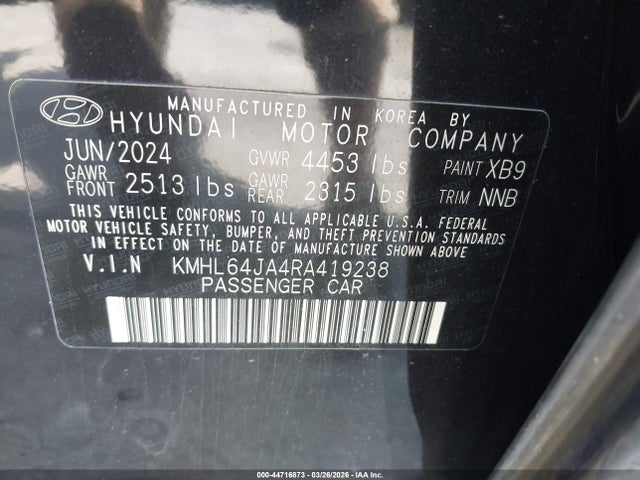 MANUFACTURED IN KOREA BY
HYUNDAI MOTOR COMPANY
JUN/2024 GVWR 4453 lbs PAINT XB9
GAWR FRONT 2513 lbs GAWR REAR 2315 lbs TRIM NNB
THIS VEHICLE CONFORMS TO ALL APPLICABLE U.S.A. FEDERAL
MOTOR VEHICLE SAFETY, BUMPER, AND THEFT PREVENTION STANDARDS
IN EFFECT ON THE DATE OF MANUFACTURE SHOWN ABOVE.
V.I.N KMHL64JA4RA419238
PASSENGER CAR
000-44716873 | 03/26/2026 | IAA, Inc.